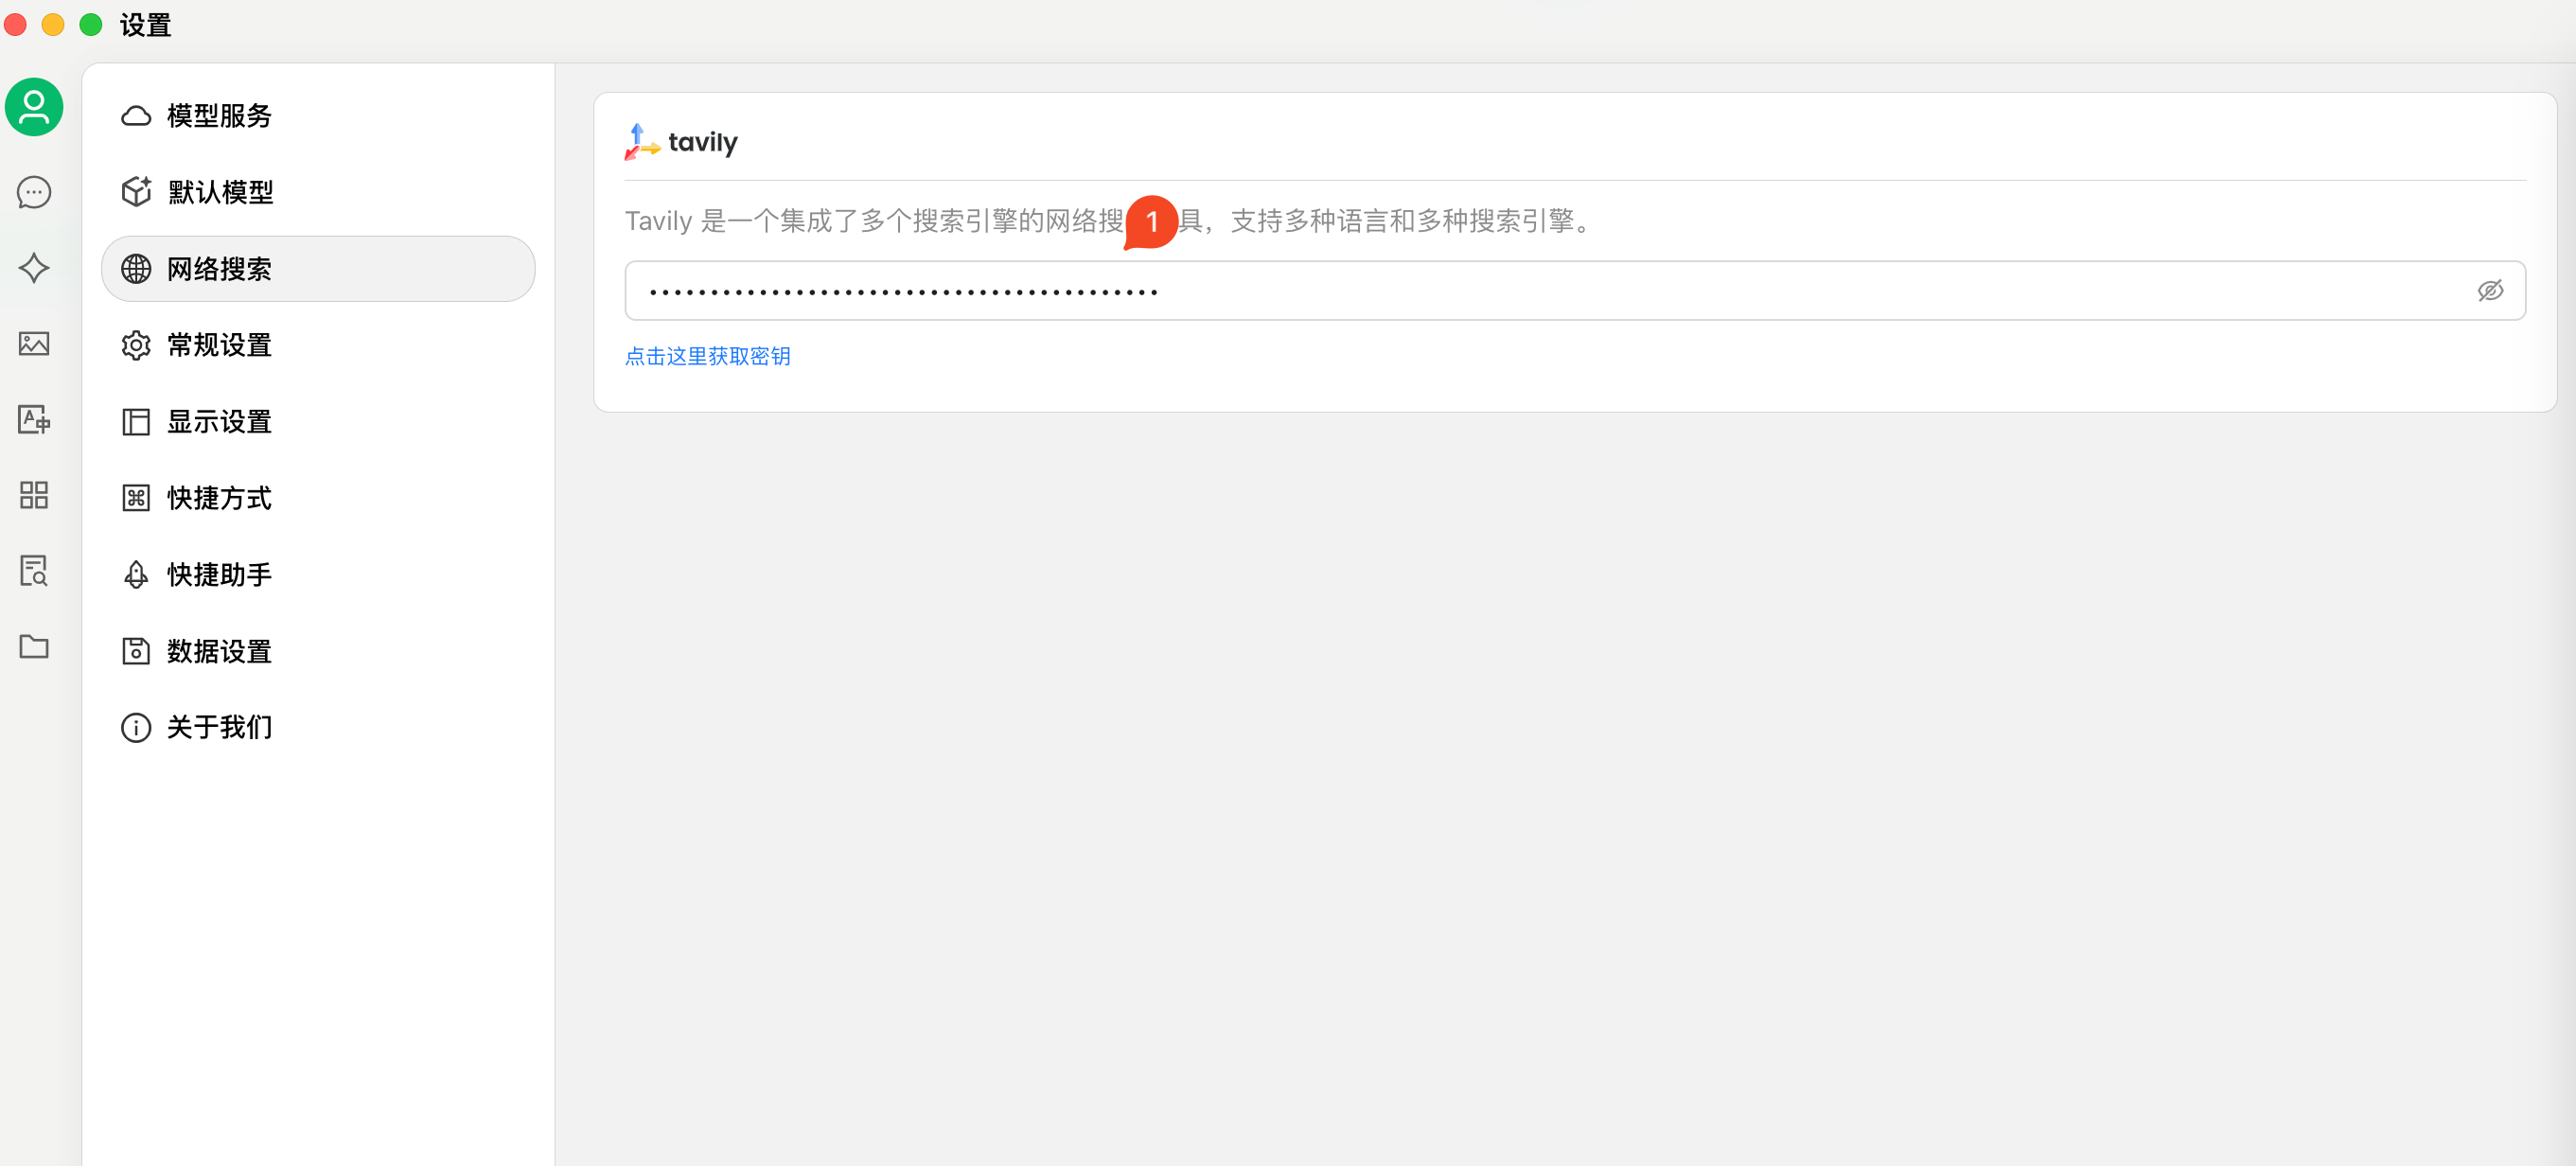 设置
模型服务
默认模型
网络搜索
常规设置
显示设置
快捷方式
快捷助手
数据设置
关于我们
tavily
Tavily 是一个集成了多个搜索引擎的网络搜
1
具，支持多种语言和多种搜索引擎。
••••••••••••••••••••••••••••••••••••••••••
点击这里获取密钥